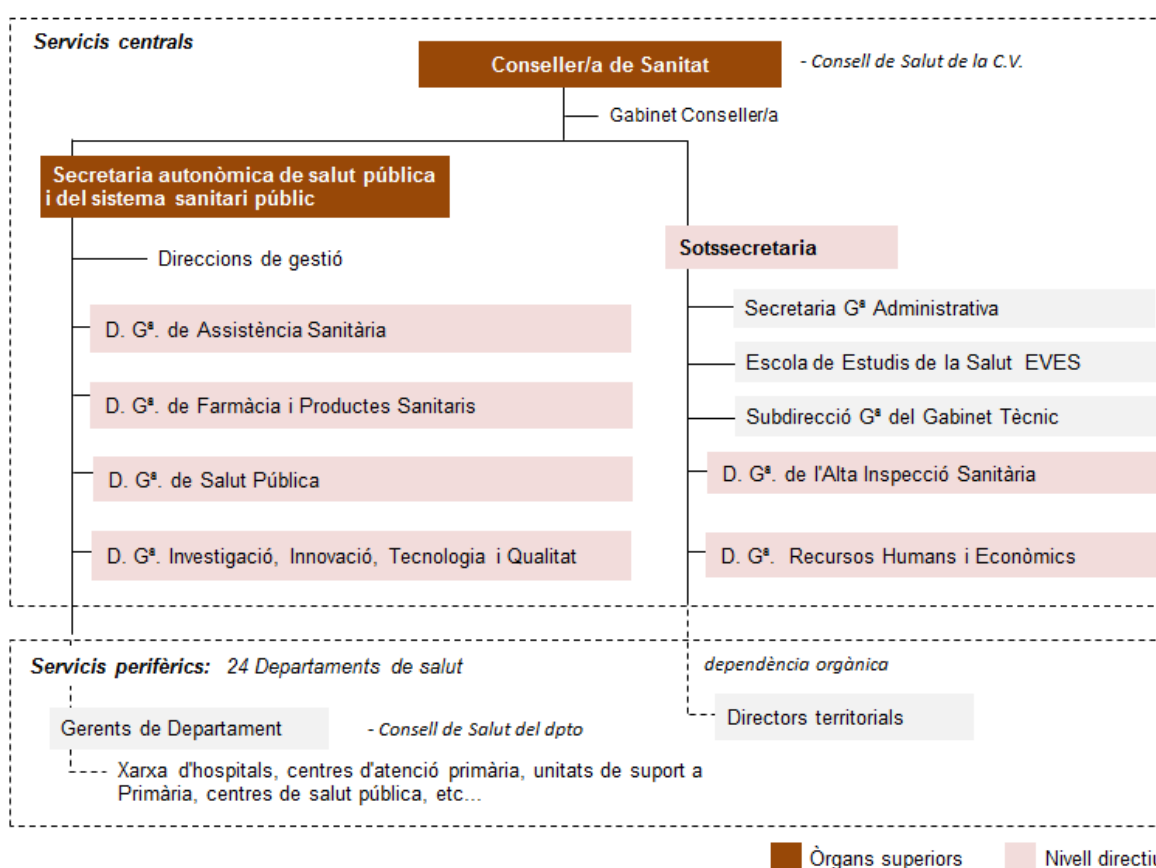 Servicis centrals
Conseller/a de Sanitat
- Consell de Salut de la C.V.
Gabinet Conseller/a
Secretaria autonòmica de salut pública
i del sistema sanitari públic
Direccions de gestió
D. Gª. de Assistència Sanitària
D. Gª. de Farmàcia i Productes Sanitaris
D. Gª. de Salut Pública
D. Gª. Investigació, Innovació, Tecnologia i Qualitat
Sotssecretaria
Secretaria Gª Administrativa
Escola de Estudis de la Salut EVES
Subdirecció Gª del Gabinet Tècnic
D. Gª. de l'Alta Inspecció Sanitària
D. Gª. Recursos Humans i Econòmics
Servicis perifèrics: 24 Departaments de salut
dependència orgànica
Gerents de Departament
- Consell de Salut del dpto
Directors territorials
Xarxa d'hospitals, centres d'atenció primària, unitats de suport a
Primària, centres de salut pública, etc...
Òrgans superiors
Nivell directiu